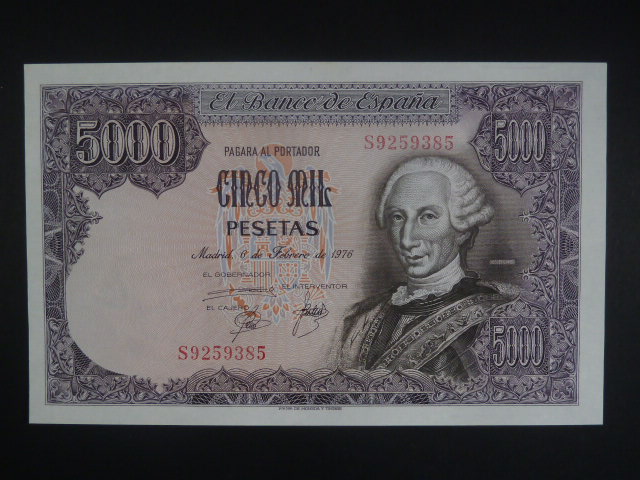 El Banco de España
5000
PAGARA AL PORTADOR
S9259385
5000
CINCO MIL
PESETAS
Madrid, 6 de Febrero de 1976
EL GOBERNADOR
EL INTERVENTOR
EL CAJERO
S9259385
5000